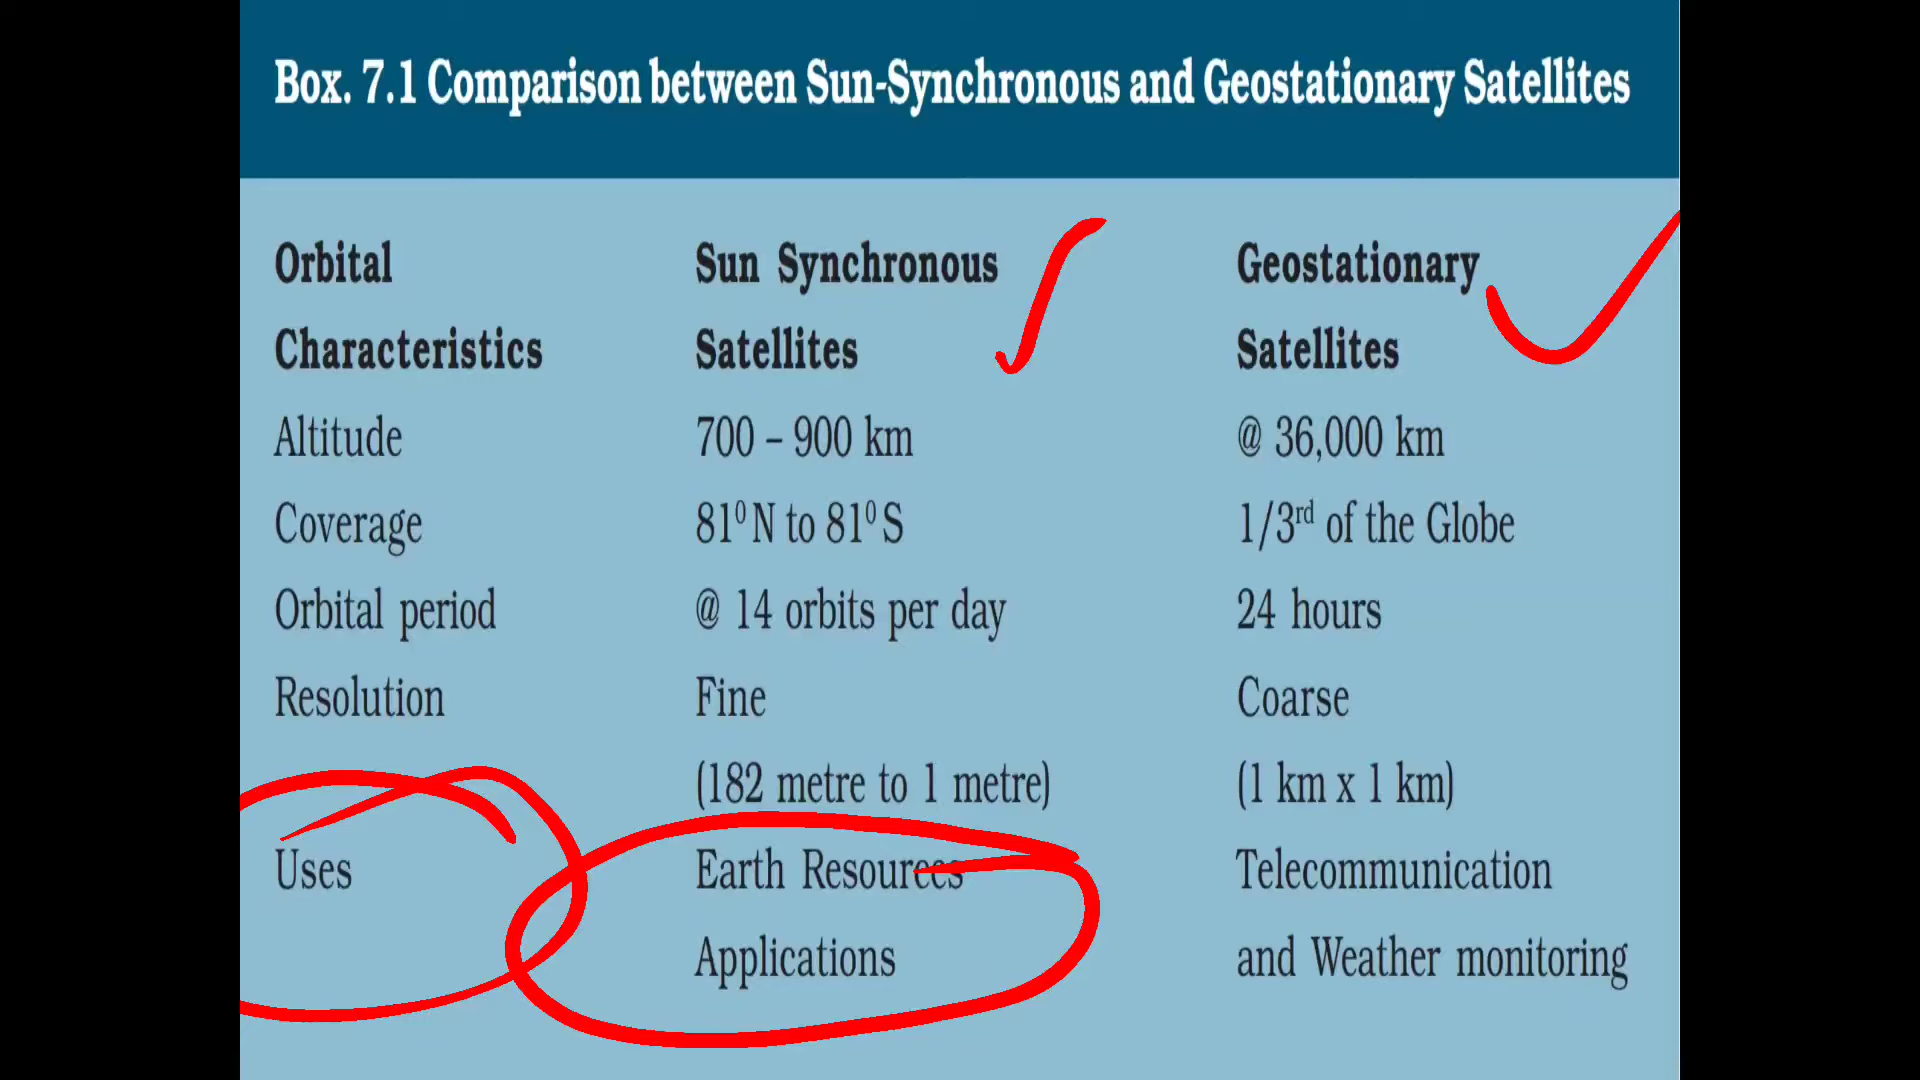 Box. 7.1 Comparison between Sun-Synchronous and Geostationary Satellites
Orbital Sun Synchronous Geostationary
Characteristics Satellites Satellites
Altitude 700 – 900 km @ 36,000 km
Coverage 81⁰ N to 81⁰ S 1/3ʳᵈ of the Globe
Orbital period @ 14 orbits per day 24 hours
Resolution Fine Coarse
(182 metre to 1 metre) (1 km x 1 km)
Uses Earth Resources Telecommunication
Applications and Weather monitoring